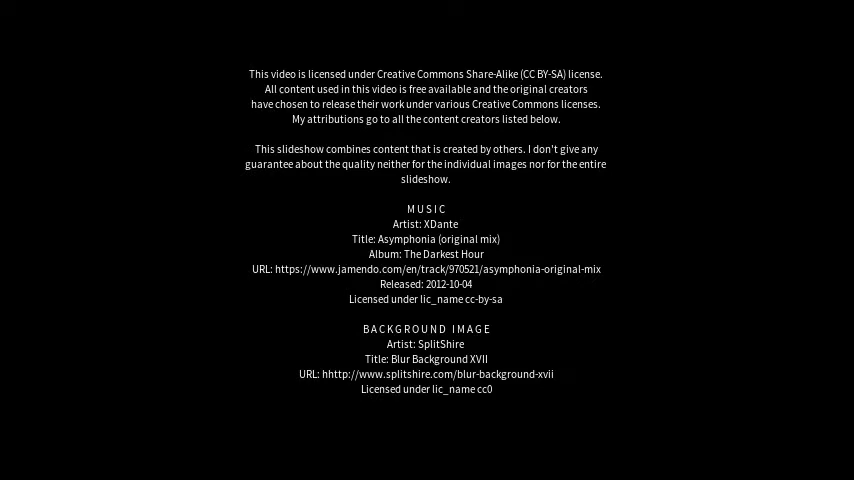 This video is licensed under Creative Commons Share-Alike (CC BY-SA) license.
All content used in this video is free available and the original creators
have chosen to release their work under various Creative Commons licenses.
My attributions go to all the content creators listed below.
This slideshow combines content that is created by others. I don't give any
guarantee about the quality neither for the individual images nor for the entire
slideshow.
MUSIC
Artist: XDante
Title: Asymphonia (original mix)
Album: The Darkest Hour
URL: https://www.jamendo.com/en/track/970521/asymphonia-original-mix
Released: 2012-10-04
Licensed under lic_name cc-by-sa
BACKGROUND IMAGE
Artist: SplitShire
Title: Blur Background XVII
URL: hhttp://www.splitshire.com/blur-background-xvii
Licensed under lic_name cc0